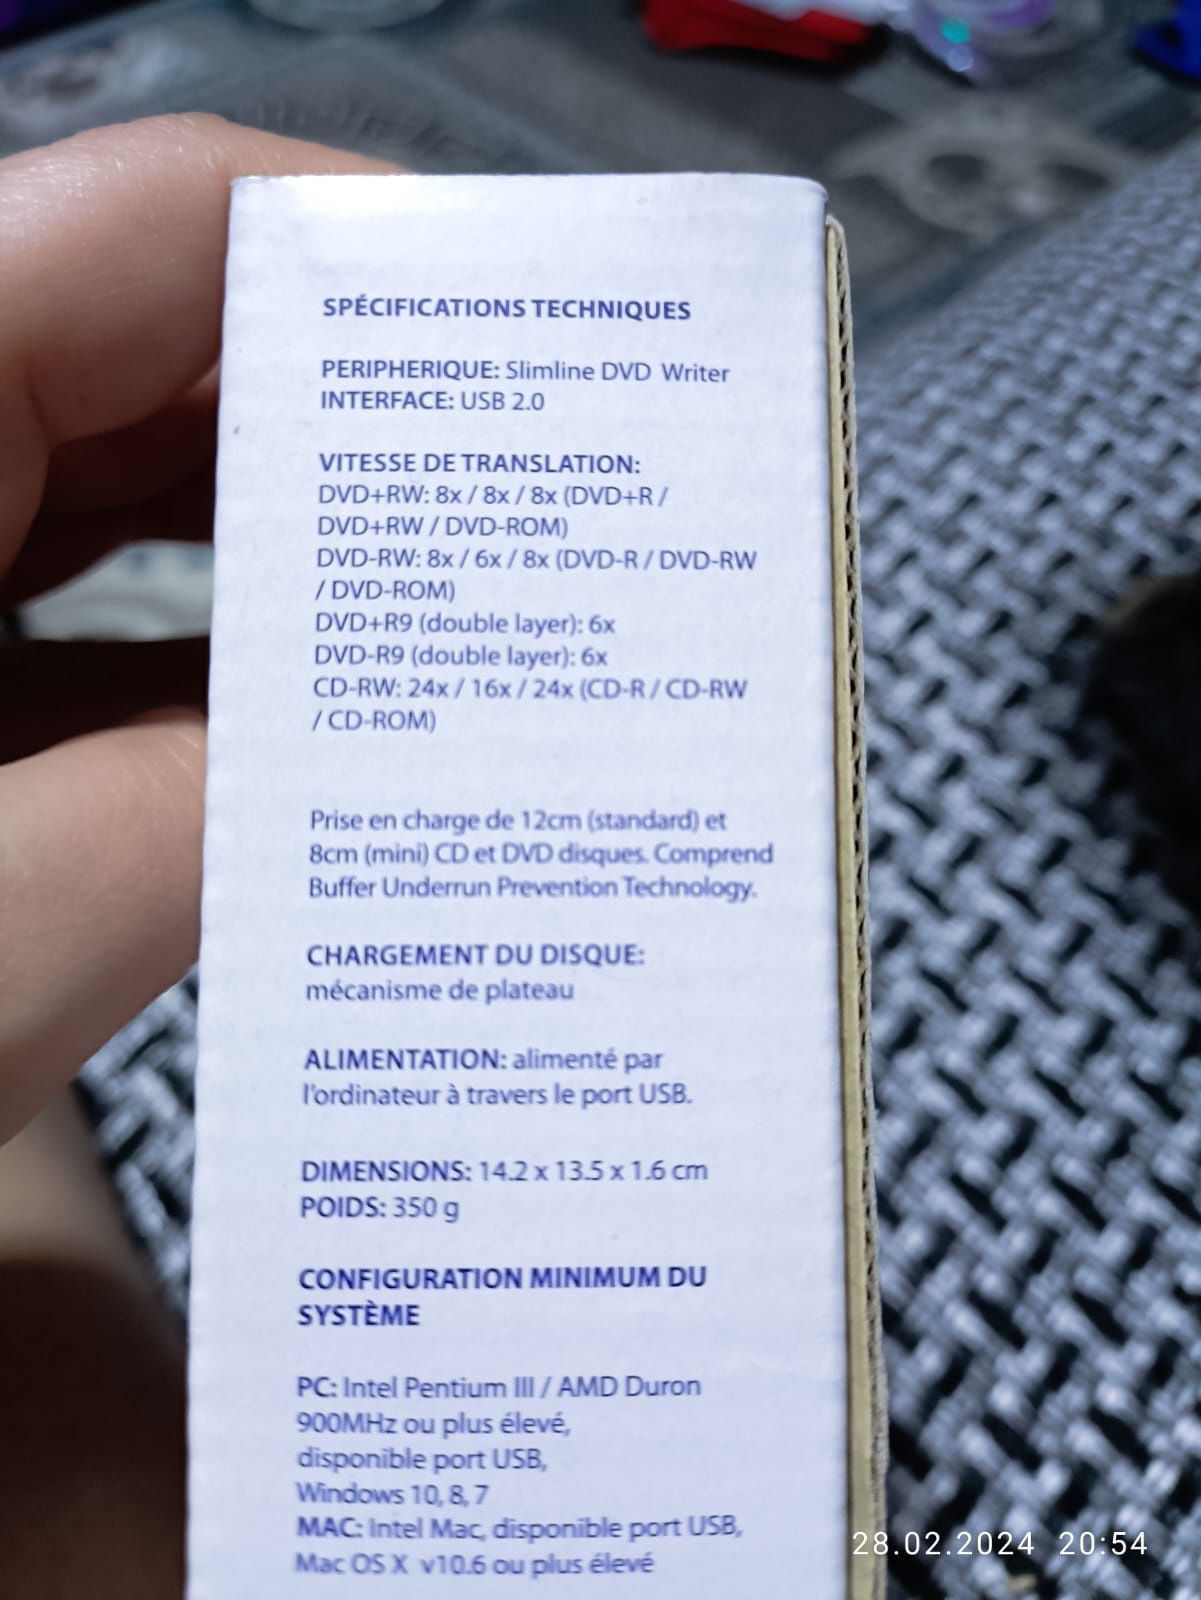 SPÉCIFICATIONS TECHNIQUES
PERIPHERIQUE: Slimline DVD Writer
INTERFACE: USB 2.0
VITESSE DE TRANSLATION:
DVD+RW: 8x / 8x / 8x (DVD+R /
DVD+RW / DVD-ROM)
DVD-RW: 8x / 6x / 8x (DVD-R / DVD-RW
/ DVD-ROM)
DVD+R9 (double layer): 6x
DVD-R9 (double layer): 6x
CD-RW: 24x / 16x / 24x (CD-R / CD-RW
/ CD-ROM)
Prise en charge de 12cm (standard) et
8cm (mini) CD et DVD disques. Comprend
Buffer Underrun Prevention Technology.
CHARGEMENT DU DISQUE:
mécanisme de plateau
ALIMENTATION: alimenté par
l'ordinateur à travers le port USB.
DIMENSIONS: 14.2 x 13.5 x 1.6 cm
POIDS: 350 g
CONFIGURATION MINIMUM DU
SYSTÈME
PC: Intel Pentium III / AMD Duron
900MHz ou plus élevé,
disponible port USB,
Windows 10, 8, 7
MAC: Intel Mac, disponible port USB,
Mac OS X v10.6 ou plus élevé
28.02.2024 20:54